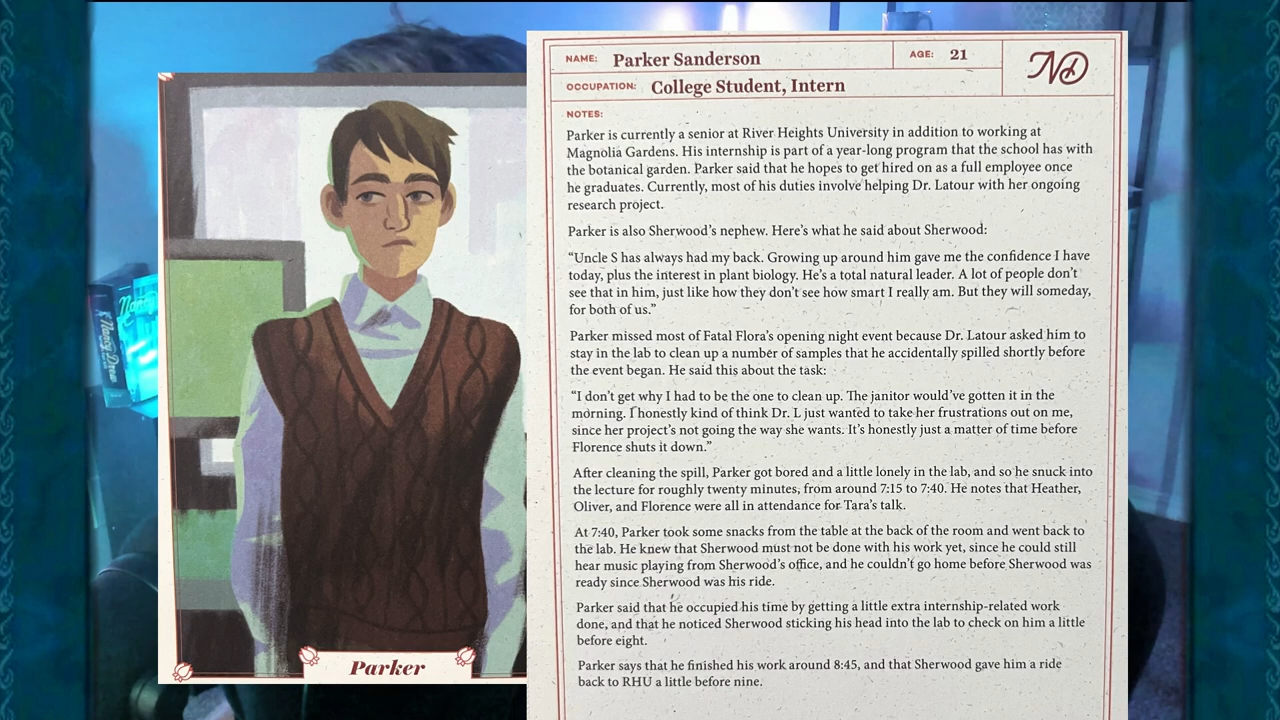 NAME: Parker Sanderson
AGE: 21
ND
OCCUPATION: College Student, Intern
NOTES:
Parker is currently a senior at River Heights University in addition to working at
Magnolia Gardens. His internship is part of a year-long program that the school has with
the botanical garden. Parker said that he hopes to get hired on as a full employee once
he graduates. Currently, most of his duties involve helping Dr. Latour with her ongoing
research project.
Parker is also Sherwood's nephew. Here's what he said about Sherwood:
“Uncle S has always had my back. Growing up around him gave me the confidence I have
today, plus the interest in plant biology. He's a total natural leader. A lot of people don't
see that in him, just like how they don't see how smart I really am. But they will someday,
for both of us.”
Parker missed most of Fatal Flora's opening night event because Dr. Latour asked him to
stay in the lab to clean up a number of samples that he accidentally spilled shortly before
the event began. He said this about the task:
“I don't get why I had to be the one to clean up. The janitor would've gotten it in the
morning. I honestly kind of think Dr. L just wanted to take her frustrations out on me,
since her project's not going the way she wants. It's honestly just a matter of time before
Florence shuts it down.”
After cleaning the spill, Parker got bored and a little lonely in the lab, and so he snuck into
the lecture for roughly twenty minutes, from around 7:15 to 7:40. He notes that Heather,
Oliver, and Florence were all in attendance for Tara's talk.
At 7:40, Parker took some snacks from the table at the back of the room and went back to
the lab. He knew that Sherwood must not be done with his work yet, since he could still
hear music playing from Sherwood's office, and he couldn't go home before Sherwood was
ready since Sherwood was his ride.
Parker said that he occupied his time by getting a little extra internship-related work
done, and that he noticed Sherwood sticking his head into the lab to check on him a little
before eight.
Parker says that he finished his work around 8:45, and that Sherwood gave him a ride
back to RHU a little before nine.
Parker
Nancy Drew